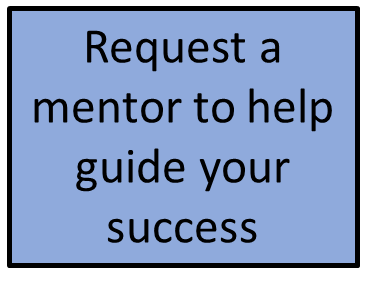 Request a
mentor to help
guide your
success